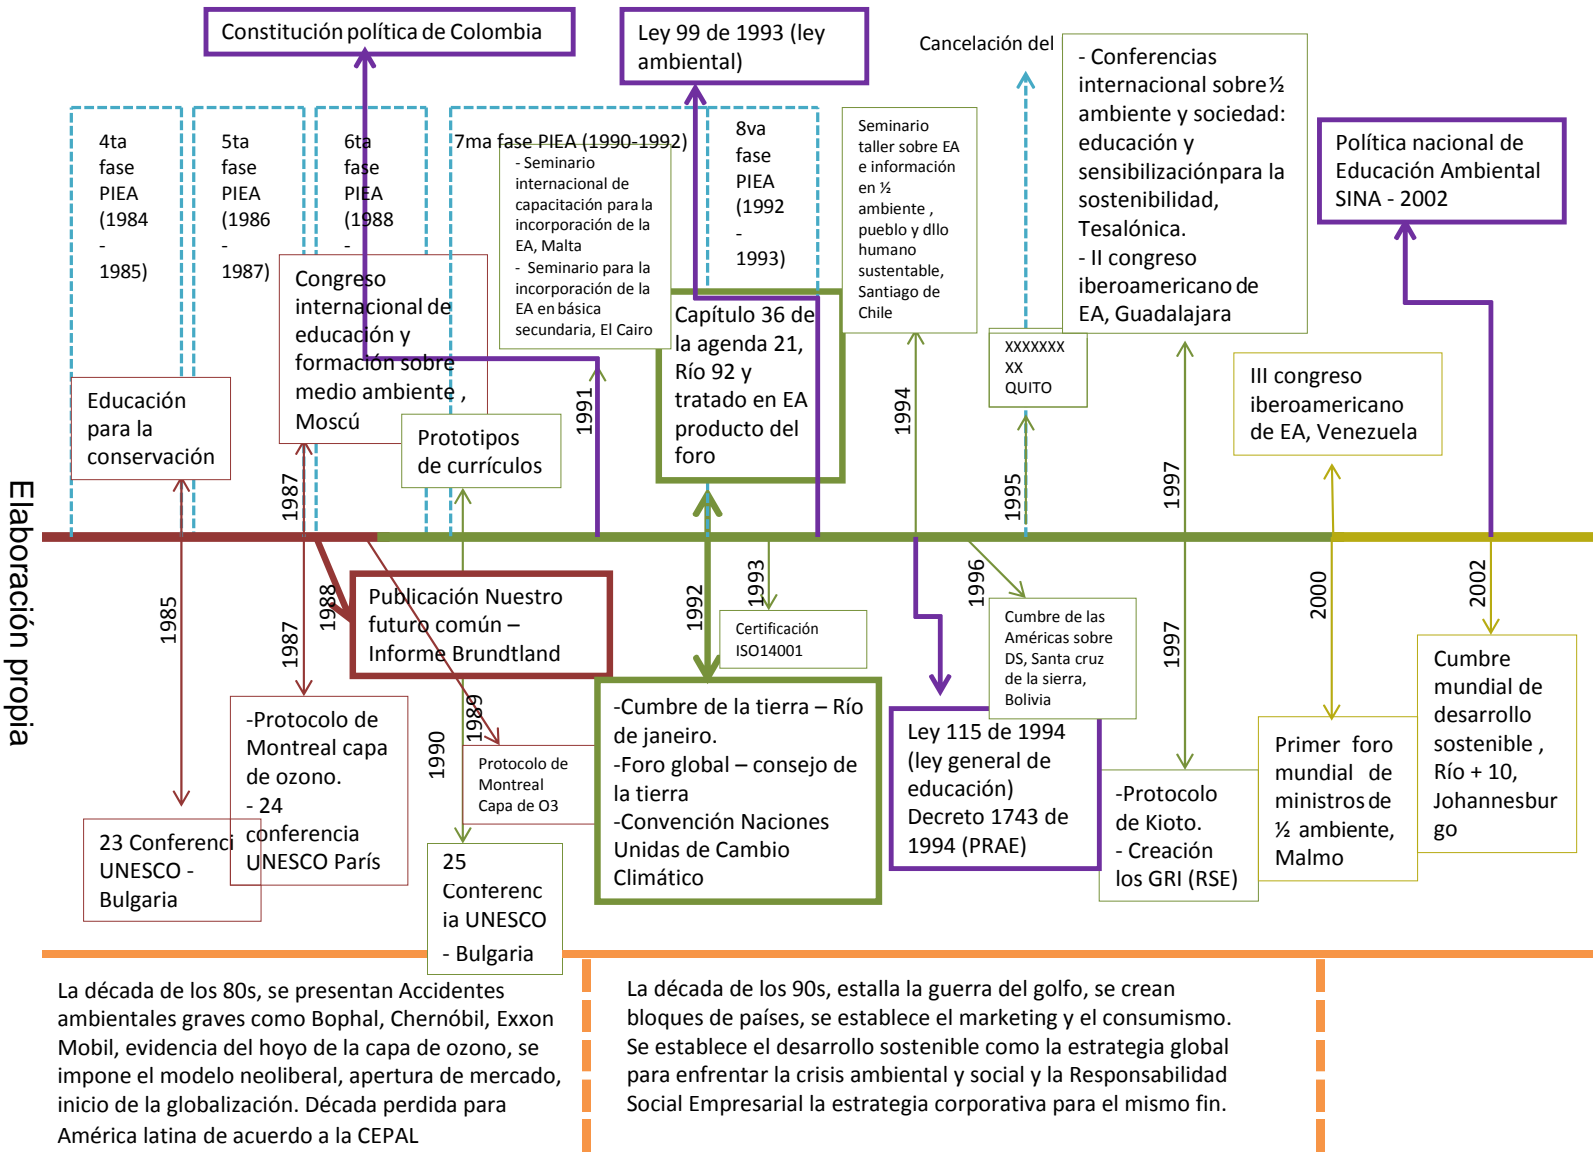 Constitución política de Colombia
Ley 99 de 1993 (ley
ambiental)
Cancelación del
- Conferencias
internacional sobre ½
ambiente y sociedad:
educación y
sensibilización para la
sostenibilidad,
Tesalónica.
- II congreso
iberoamericano de
EA, Guadalajara
Política nacional de
Educación Ambiental
SINA - 2002
4ta
fase
PIEA
(1984
-
1985)
5ta
fase
PIEA
(1986
-
1987)
6ta
fase
PIEA
(1988
-
7ma fase PIEA (1990-1992)
- Seminario
internacional de
capacitación para la
incorporación de la
EA, Malta
- Seminario para la
incorporación de la
EA en básica
secundaria, El Cairo
8va
fase
PIEA
(1992
-
1993)
Seminario
taller sobre EA
e información
en ½
ambiente ,
pueblo y dllo
humano
sustentable,
Santiago de
Chile
Congreso
internacional de
educación y
formación sobre
medio ambiente ,
Moscú
Capítulo 36 de
la agenda 21,
Río 92 y
tratado en EA
producto del
foro
XXXXXXX
XX
QUITO
III congreso
iberoamericano
de EA, Venezuela
Educación
para la
conservación
Prototipos
de currículos
1987
1991
1994
1995
1997
Elaboración propia
1985
1987
1988
1989
1990
1992
1993
1996
1997
2000
2002
Publicación Nuestro
futuro común –
Informe Brundtland
Certificación
ISO14001
Cumbre de las
Américas sobre
DS, Santa cruz
de la sierra,
Bolivia
23 Conferenci
UNESCO -
Bulgaria
-Protocolo de
Montreal capa
de ozono.
- 24
conferencia
UNESCO París
Protocolo de
Montreal
Capa de O3
25
Conferenc
ia UNESCO
- Bulgaria
-Cumbre de la tierra – Río
de janeiro.
-Foro global – consejo de
la tierra
-Convención Naciones
Unidas de Cambio
Climático
Ley 115 de 1994
(ley general de
educación)
Decreto 1743 de
1994 (PRAE)
-Protocolo
de Kioto.
- Creación
los GRI (RSE)
Primer foro
mundial de
ministros de
½ ambiente,
Malmo
Cumbre
mundial de
desarrollo
sostenible ,
Río + 10,
Johannesbur
go
La década de los 80s, se presentan Accidentes
ambientales graves como Bophal, Chernóbil, Exxon
Mobil, evidencia del hoyo de la capa de ozono, se
impone el modelo neoliberal, apertura de mercado,
inicio de la globalización. Década perdida para
América latina de acuerdo a la CEPAL
La década de los 90s, estalla la guerra del golfo, se crean
bloques de países, se establece el marketing y el consumismo.
Se establece el desarrollo sostenible como la estrategia global
para enfrentar la crisis ambiental y social y la Responsabilidad
Social Empresarial la estrategia corporativa para el mismo fin.